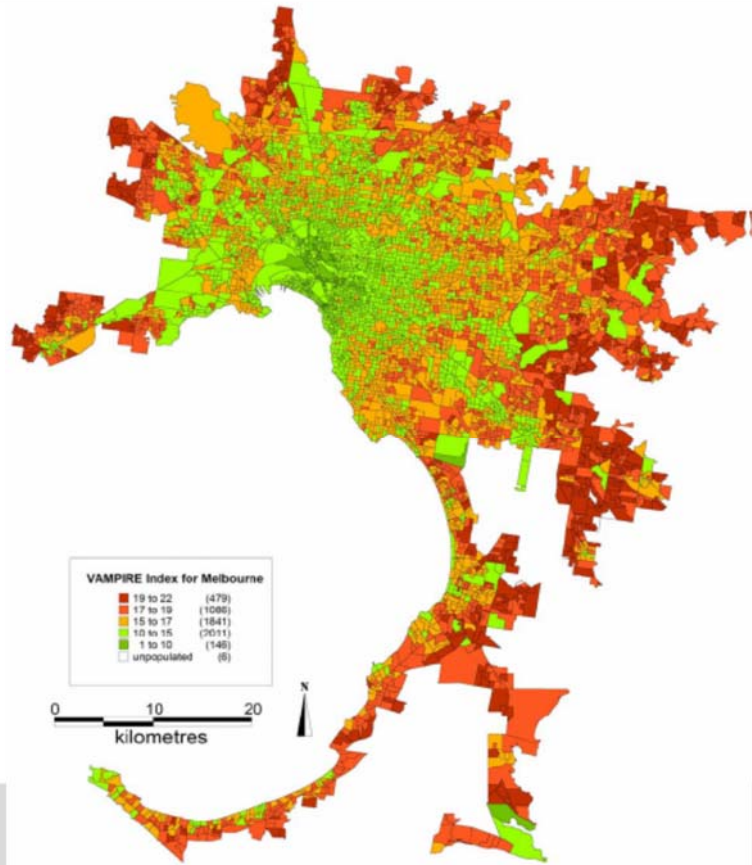 VAMPIRE Index for Melbourne
19 to 22 (479)
17 to 19 (1086)
15 to 17 (1841)
10 to 15 (2011)
1 to 10 (146)
unpopulated (6)
N
0 10 20
kilometres